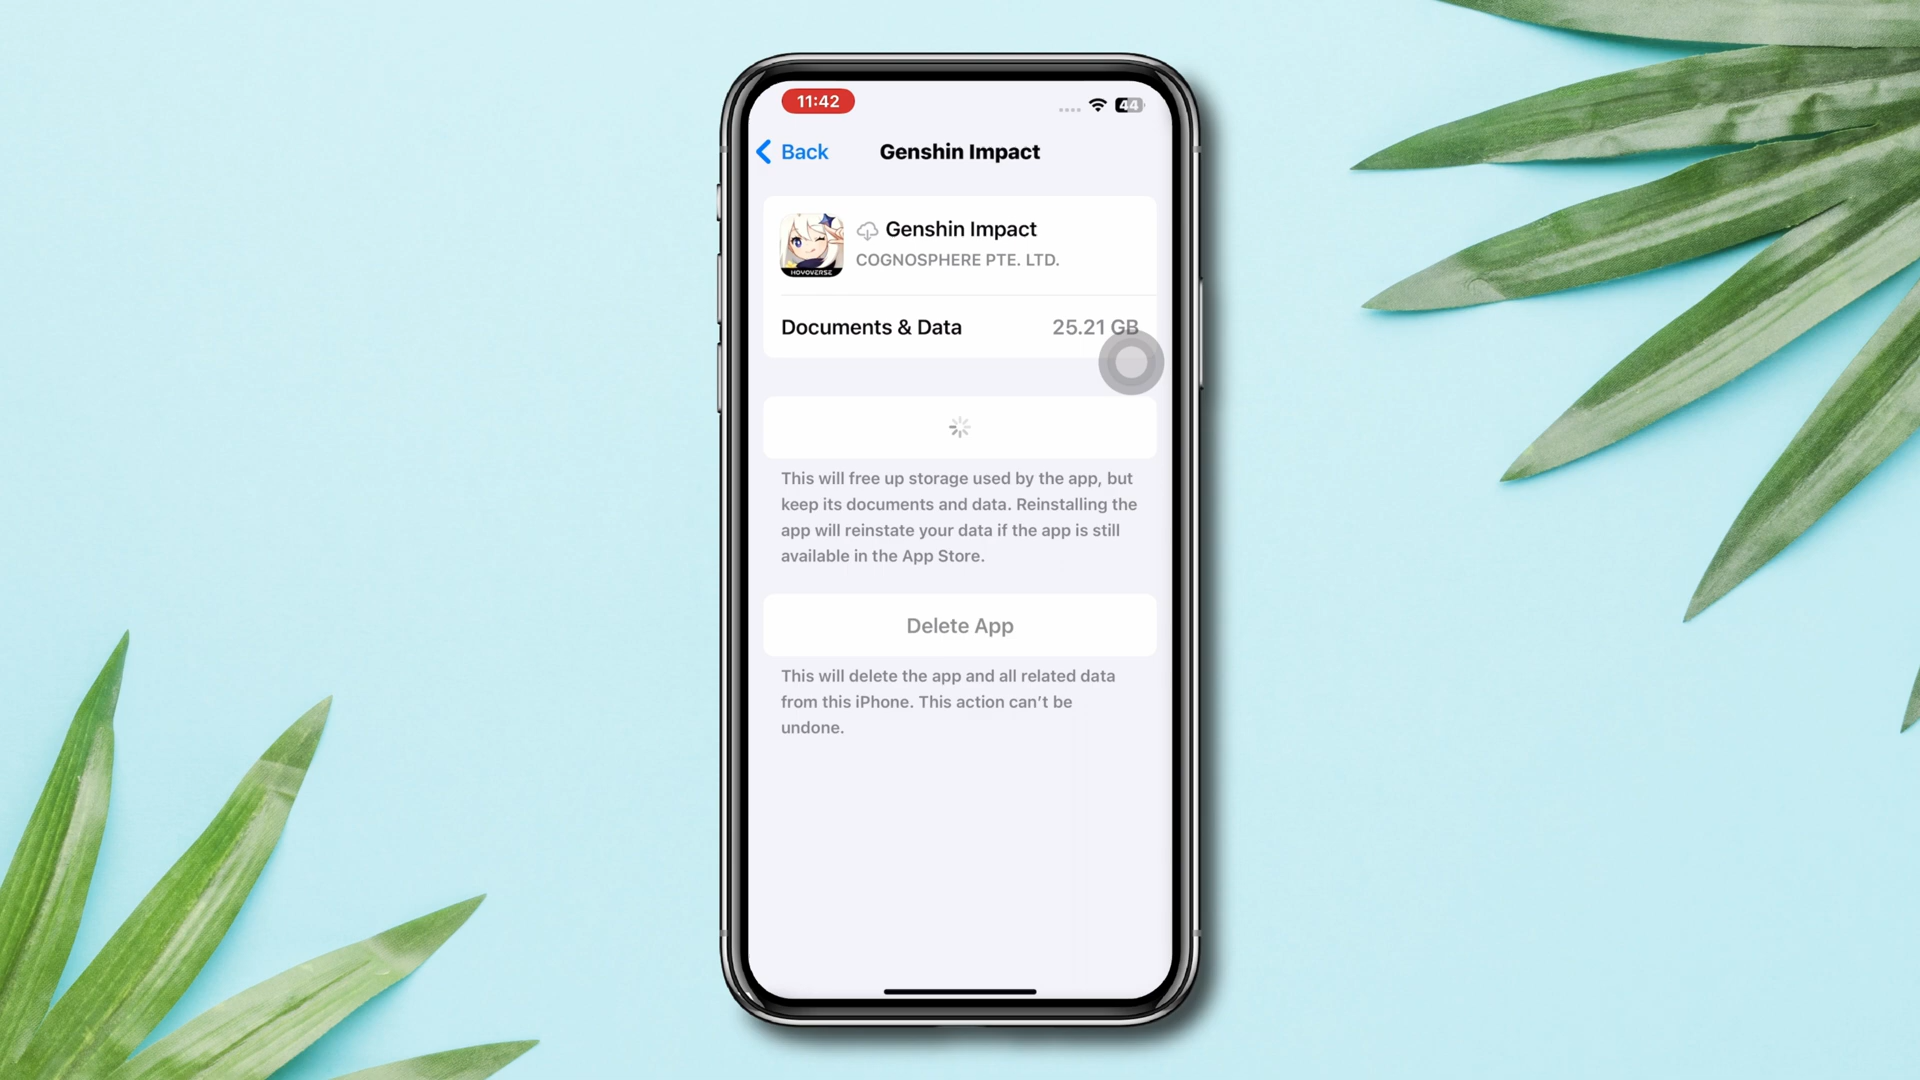 11:42
44
Back
Genshin Impact
Genshin Impact
COGNOSPHERE PTE. LTD.
HOYOVERSE
Documents & Data 25.21 GB
This will free up storage used by the app, but
keep its documents and data. Reinstalling the
app will reinstate your data if the app is still
available in the App Store.
Delete App
This will delete the app and all related data
from this iPhone. This action can’t be
undone.